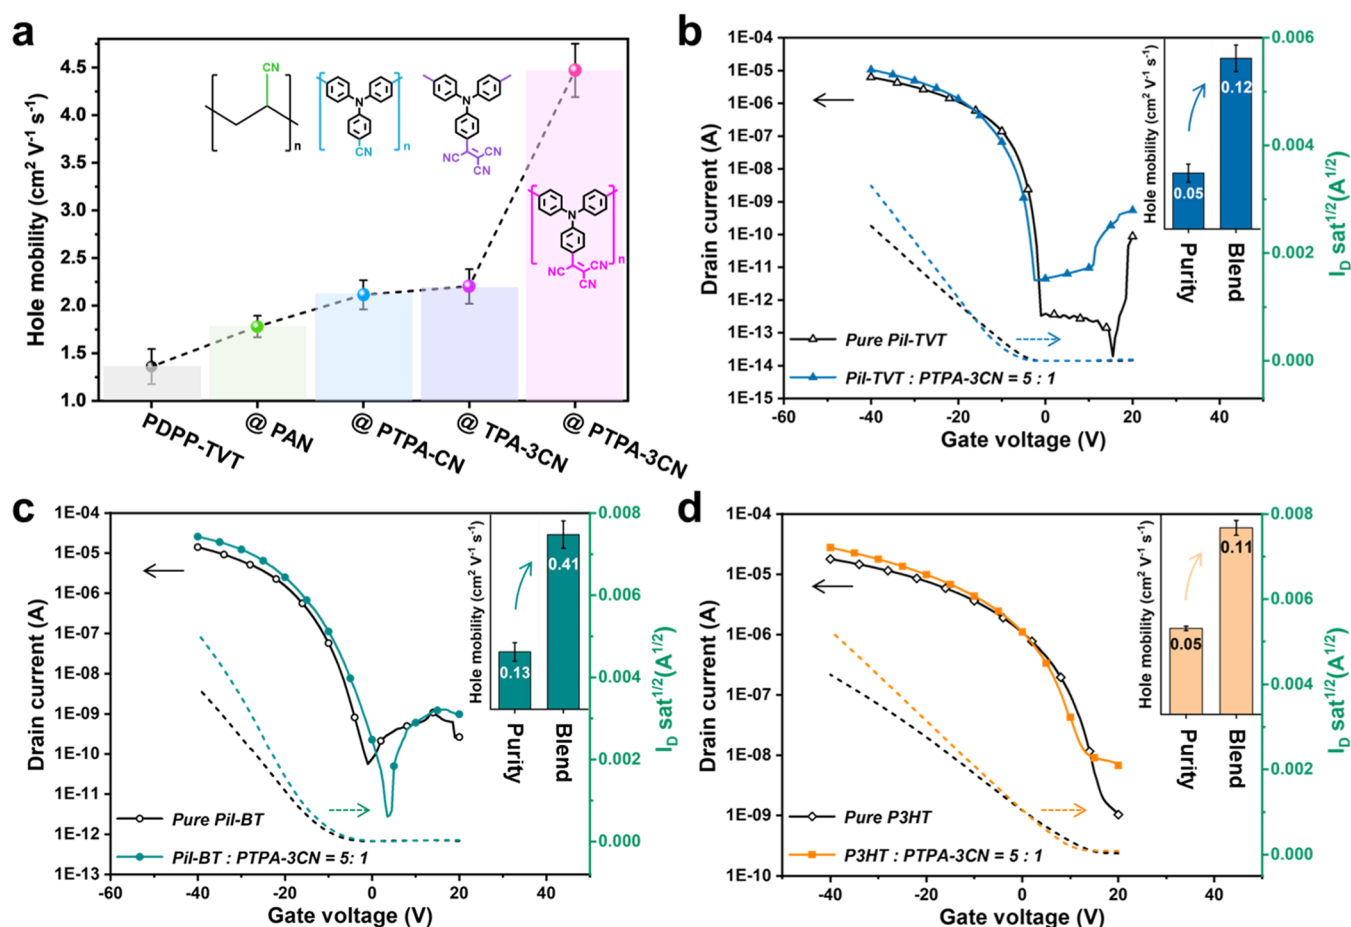 a
Hole mobility (cm² V⁻¹ s⁻¹)
4.5
4.0
3.5
3.0
2.5
2.0
1.5
1.0
CN
n
N
CN
n
N
CN
CN
CN
N
CN
CN
CN
n
PDPP-TVT
@ PAN
@ PTPA-CN
@ TPA-3CN
@ PTPA-3CN
b
Drain current (A)
1E-04
1E-05
1E-06
1E-07
1E-08
1E-09
1E-10
1E-11
1E-12
1E-13
1E-14
1E-15
Pure PiI-TVT
PiI-TVT : PTPA-3CN = 5 : 1
-60
-40
-20
0
20
40
Gate voltage (V)
Hole mobility (cm² V⁻¹ s⁻¹)
0.05
0.12
Purity
Blend
0.006
0.004
0.002
0.000
I_D sat^1/2(A^1/2)
c
Drain current (A)
1E-04
1E-05
1E-06
1E-07
1E-08
1E-09
1E-10
1E-11
1E-12
1E-13
Pure PiI-BT
PiI-BT : PTPA-3CN = 5: 1
-60
-40
-20
0
20
40
Gate voltage (V)
Hole mobility (cm² V⁻¹ s⁻¹)
0.13
0.41
Purity
Blend
0.008
0.006
0.004
0.002
0.000
I_D sat^1/2(A^1/2)
d
Drain current (A)
1E-04
1E-05
1E-06
1E-07
1E-08
1E-09
1E-10
Pure P3HT
P3HT : PTPA-3CN = 5 : 1
-40
-20
0
20
40
Gate voltage (V)
Hole mobility (cm² V⁻¹ s⁻¹)
0.05
0.11
Purity
Blend
0.008
0.006
0.004
0.002
0.000
I_D sat^1/2(A^1/2)